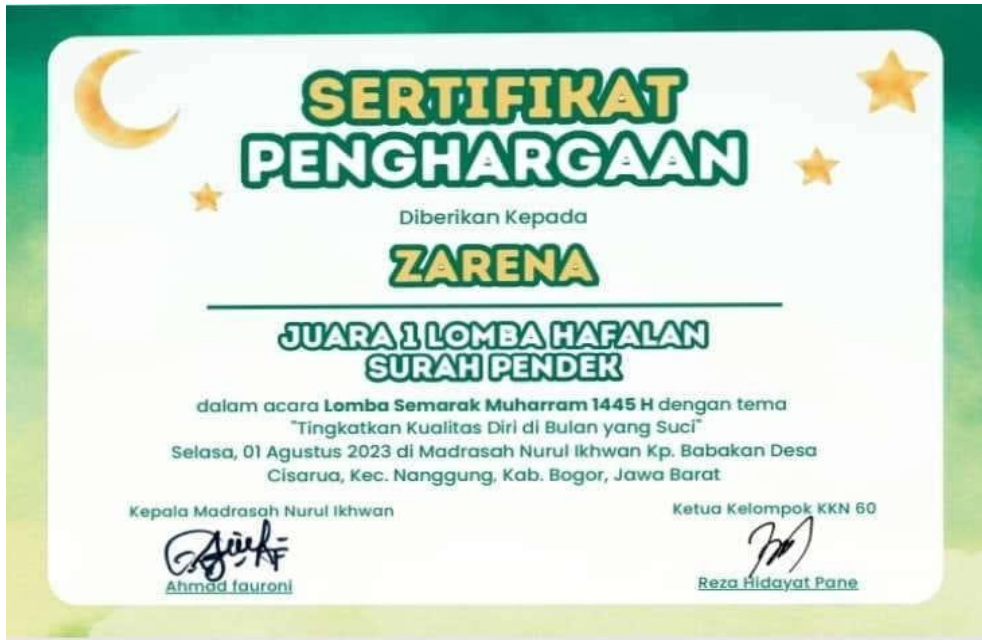 SERTIFIKAT
PENGHARGAAN
Diberikan Kepada
ZARENA
JUARA 1 LOMBA HAFALAN
SURAH PENDEK
dalam acara Lomba Semarak Muharram 1445 H dengan tema
"Tingkatkan Kualitas Diri di Bulan yang Suci"
Selasa, 01 Agustus 2023 di Madrasah Nurul Ikhwan Kp. Babakan Desa
Cisarua, Kec. Nanggung, Kab. Bogor, Jawa Barat
Kepala Madrasah Nurul Ikhwan
Ketua Kelompok KKN 60
Ahmad fauroni
Reza Hidayat Pane